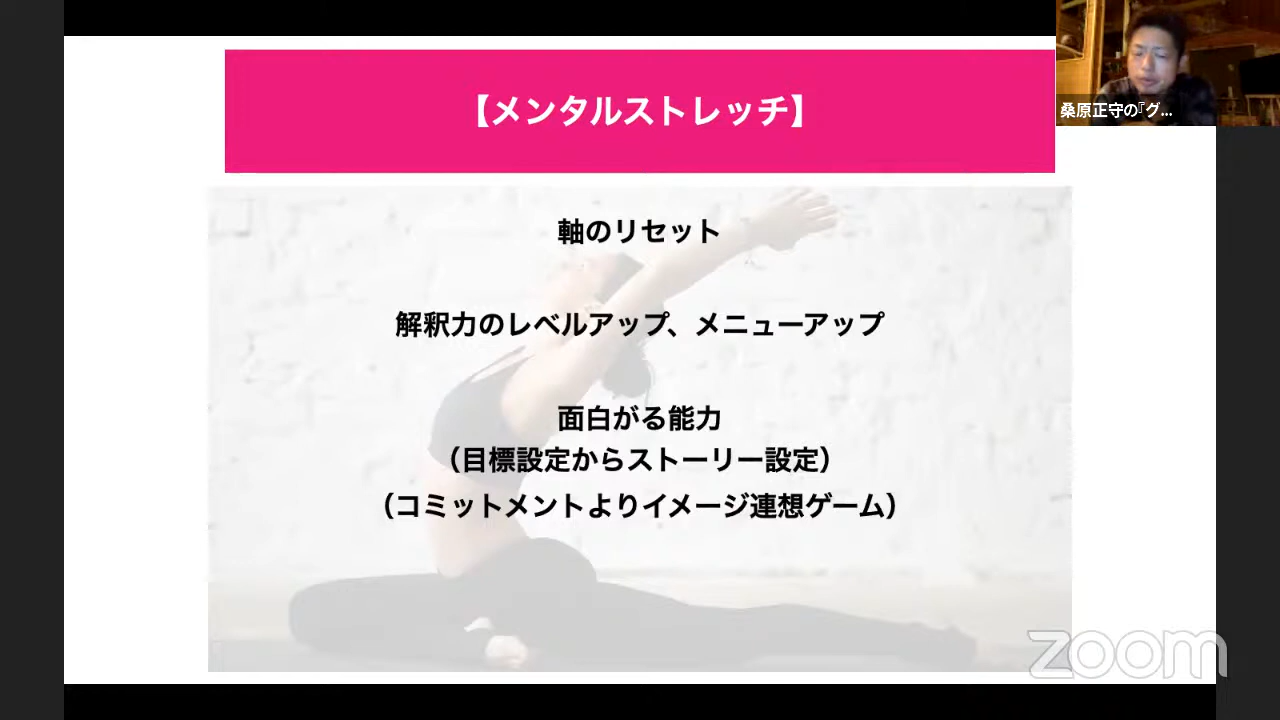 【メンタルストレッチ】
桑原正守の『グ...
軸のリセット
解釈力のレベルアップ、メニューアップ
面白がる能力
（目標設定からストーリー設定）
（コミットメントよりイメージ連想ゲーム）
zoom